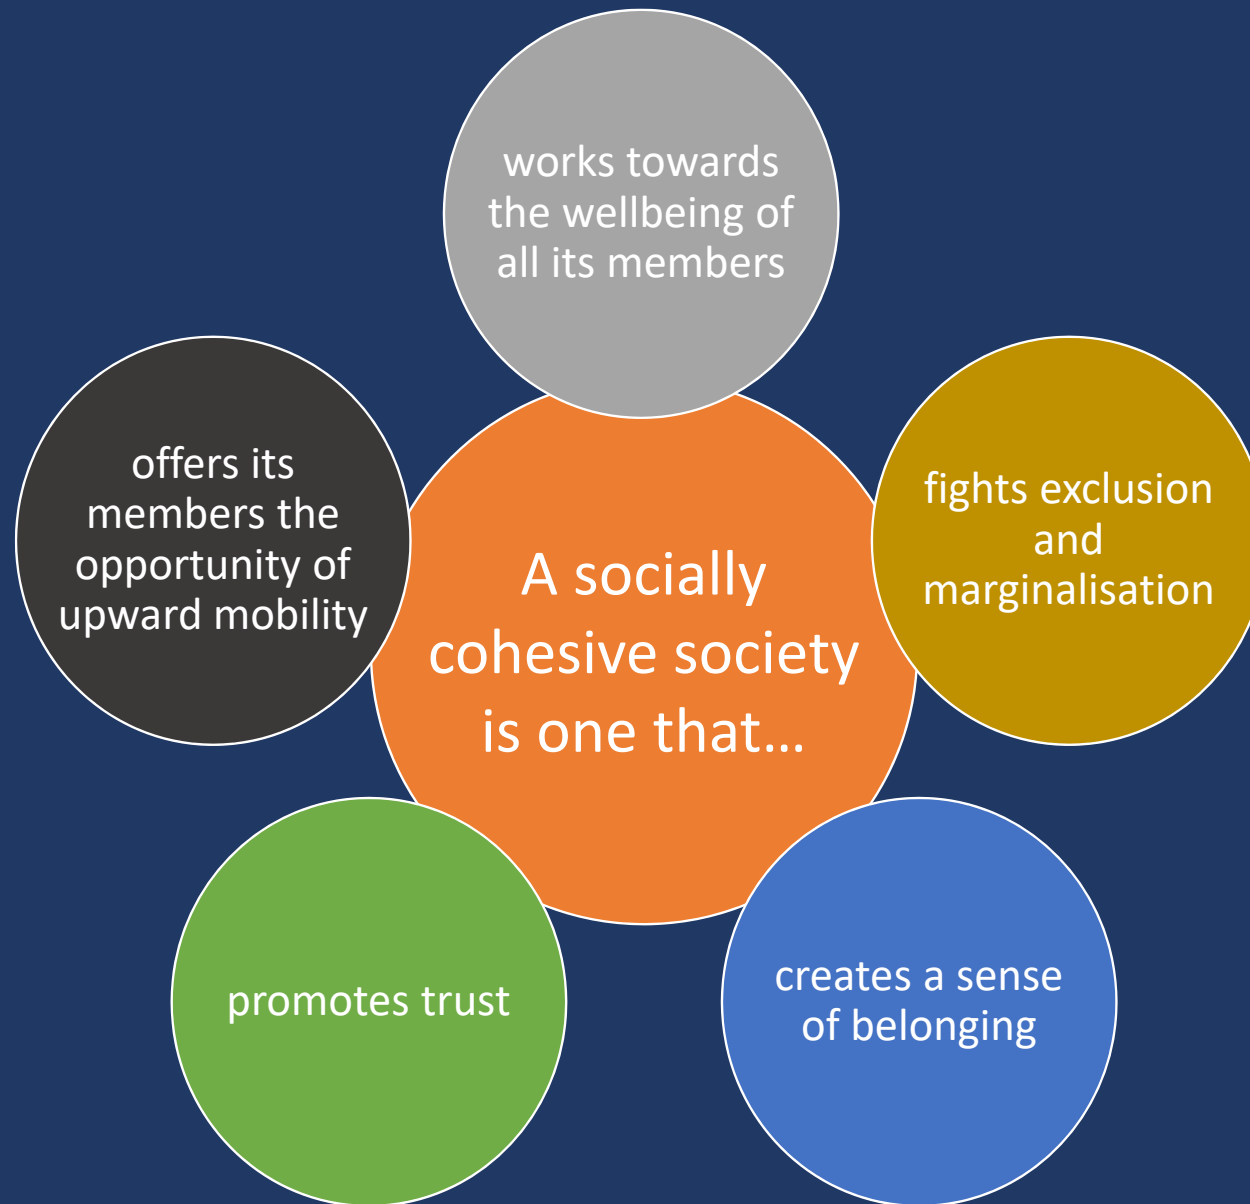 works towards
the wellbeing of
all its members
offers its
members the
opportunity of
upward mobility
fights exclusion
and
marginalisation
A socially
cohesive society
is one that…
promotes trust
creates a sense
of belonging